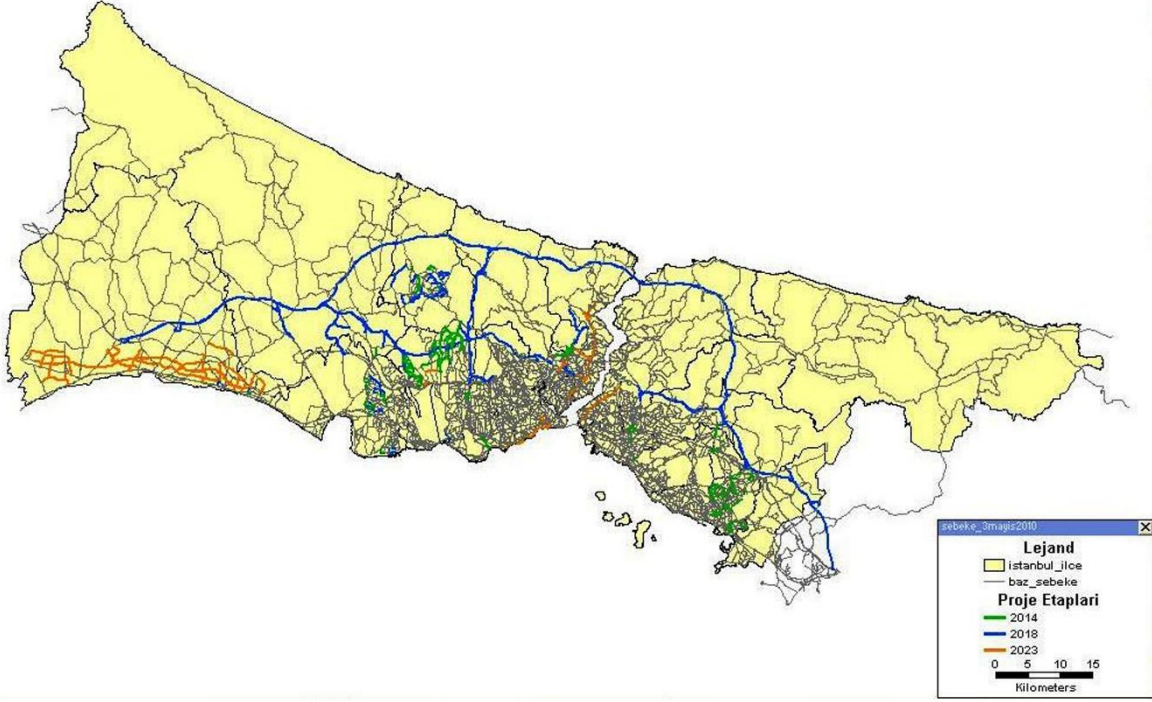 sebeke_3mayis2010
Lejand
istanbul_ilce
baz_sebeke
Proje Etaplari
2014
2018
2023
0 5 10 15
Kilometers